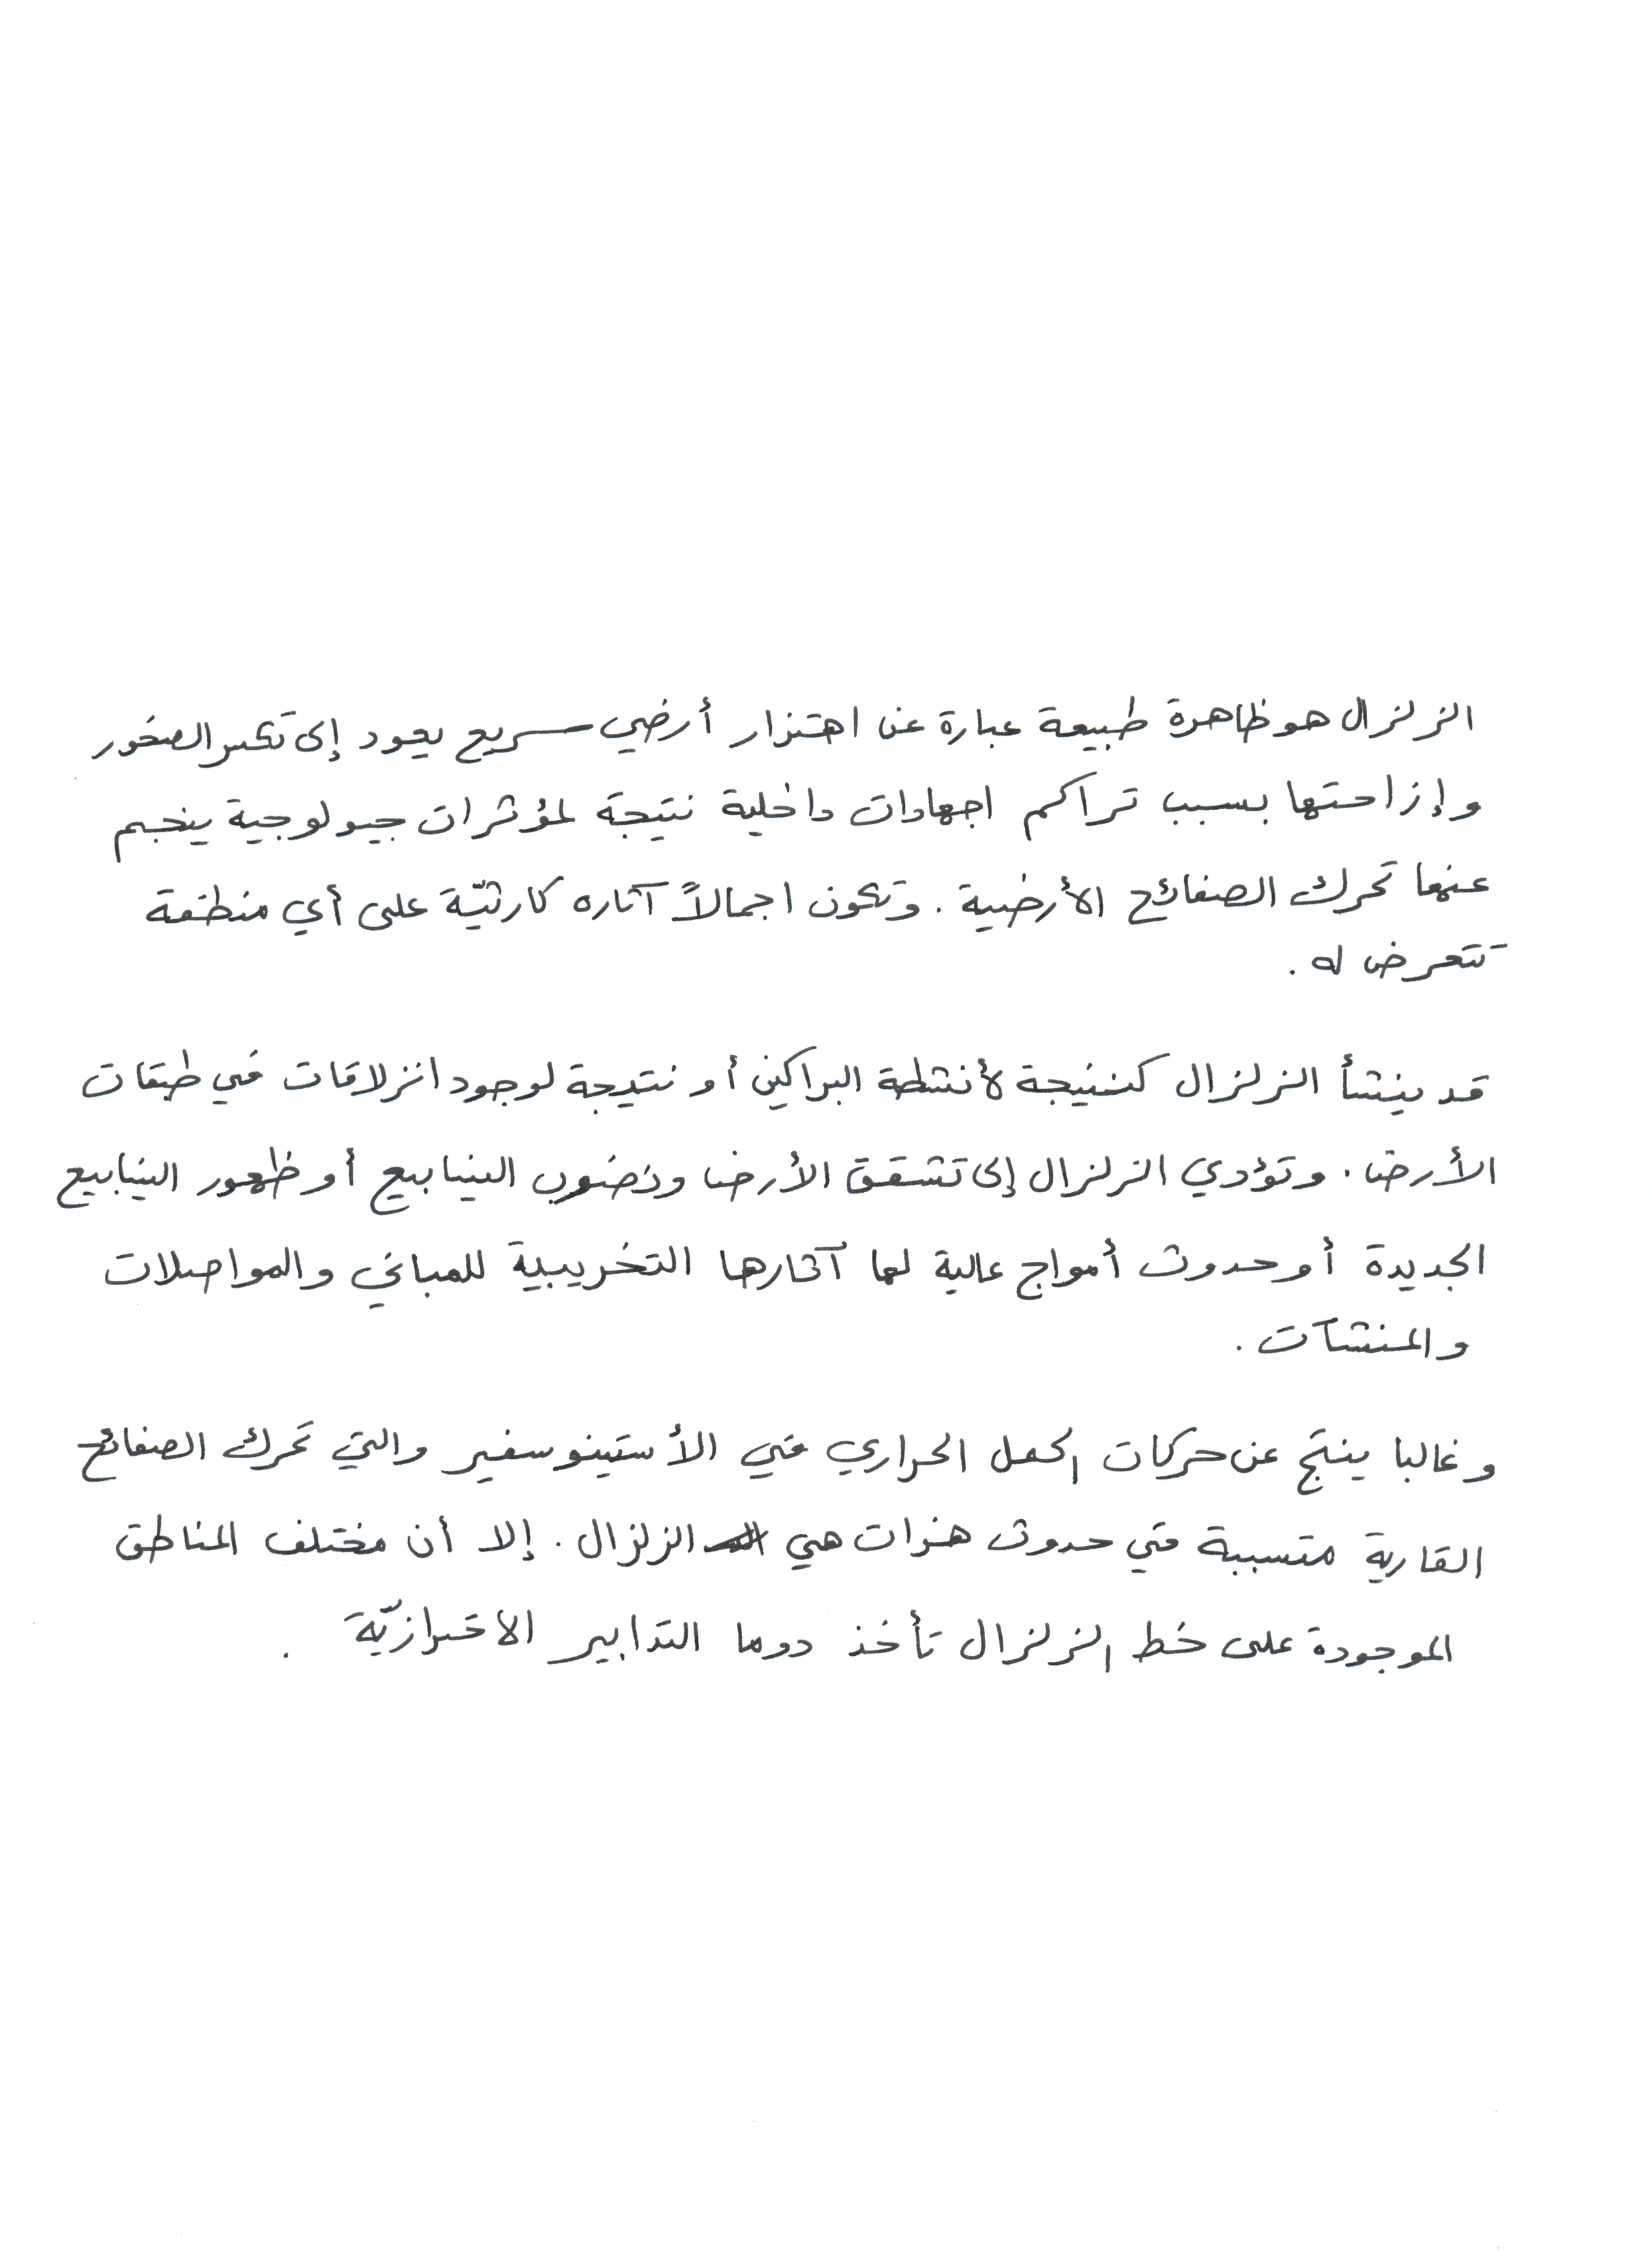 الزلزال هو ظاهرة طبيعة عبارة عن اهتزار أرضي سريع يعود إلى تكسر الصخور
وإزاحتها بسبب تراكم اجهادات داخلية نتيجة لمؤثرات جيولوجية ينجم
عنها تحرك الصفائح الأرضية. وتكون اجمالاً آثاره كارثيّة على أي منطقة
تتعرض له.
قد ينشأ الزلزال كنتيجة لأنشطة البراكين أو نتيجة لوجود انزلاقات في طبقات
الأرض. وتؤدي الزلزال إلى تشقق الأرض ونضوب الينابيع أو ظهور الينابيع
الجديدة أو حدوث أمواج عالية لها آثارها التخريبية للمباني والمواصلات
والمنشآت.
وغالبا ينتج عن حركات الحمل الحراري في الأستينوسفير والتي تحرك الصفائح
القارية متسببة في حدوث هزات هي الزلزال. إلا أن مختلف المناطق
الموجودة على خط الزلزال تأخذ دوما التدابير الاحترازيّة.